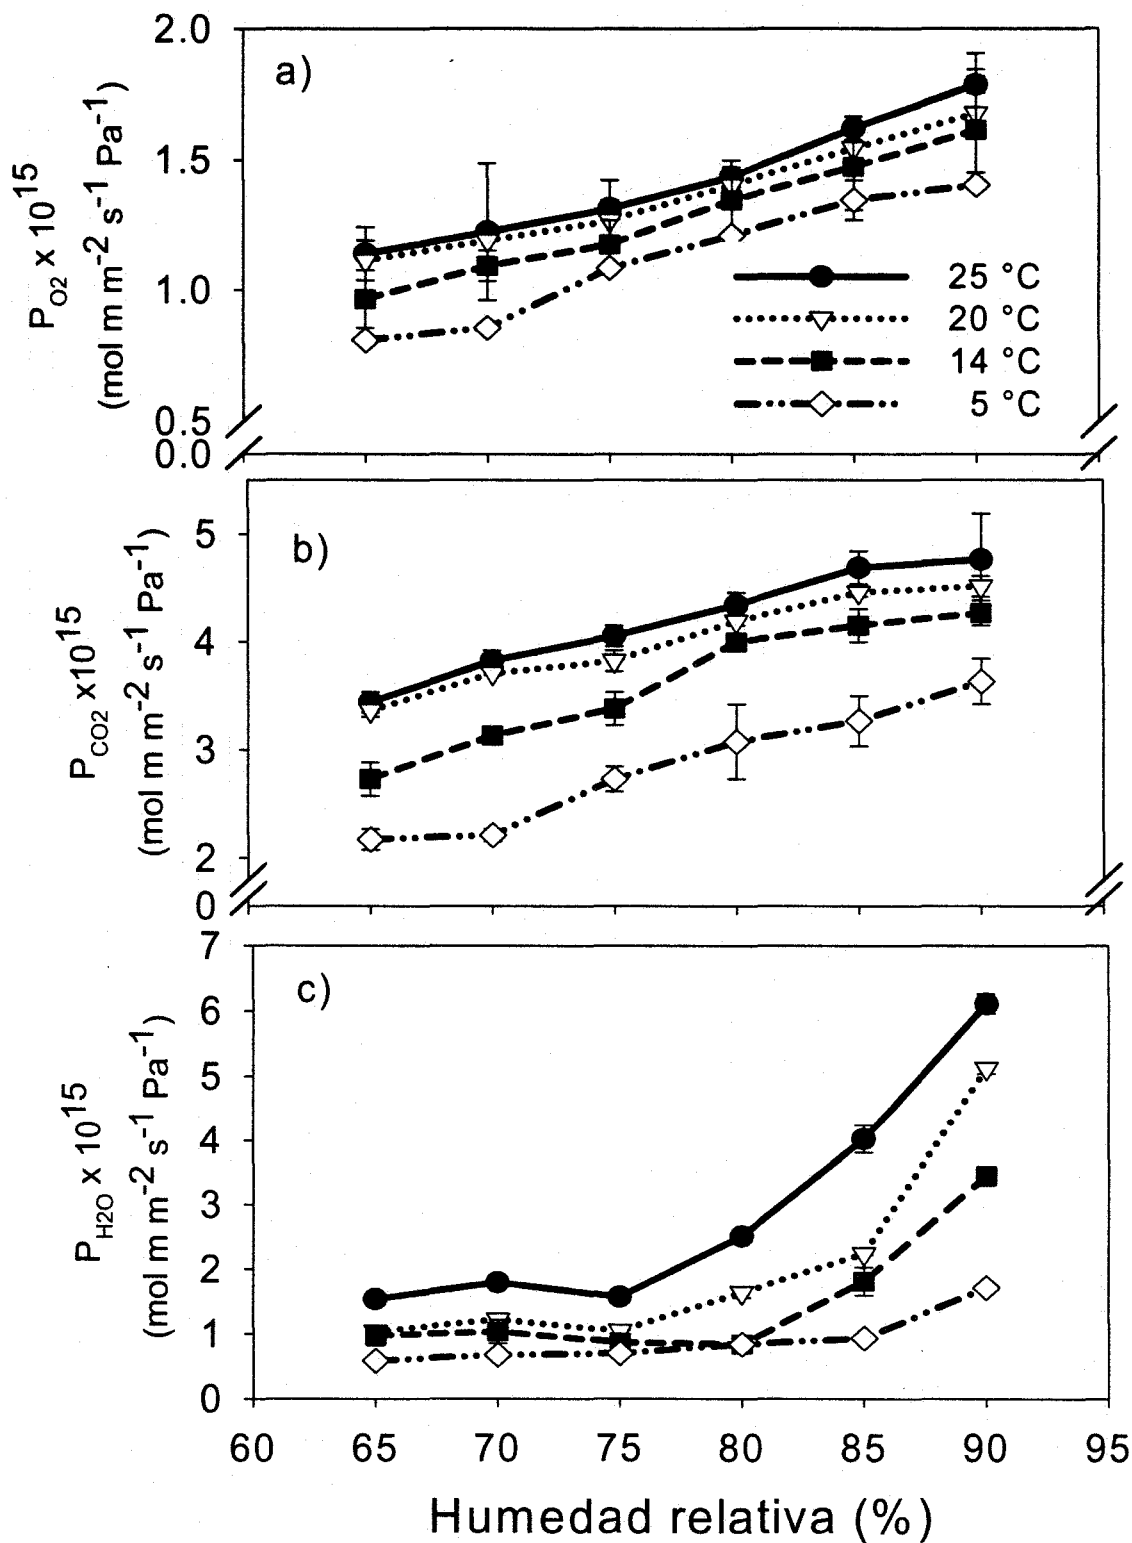 2.0
a)
1.5
1.0
0.5
0.0
P_O2 x 10^15
(mol m m^-2 s^-1 Pa^-1)
25 °C
20 °C
14 °C
5 °C
b)
5
4
3
2
0
P_CO2 x10^15
(mol m m^-2 s^-1 Pa^-1)
c)
7
6
5
4
3
2
1
0
P_H2O x 10^15
(mol m m^-2 s^-1 Pa^-1)
60 65 70 75 80 85 90 95
Humedad relativa (%)